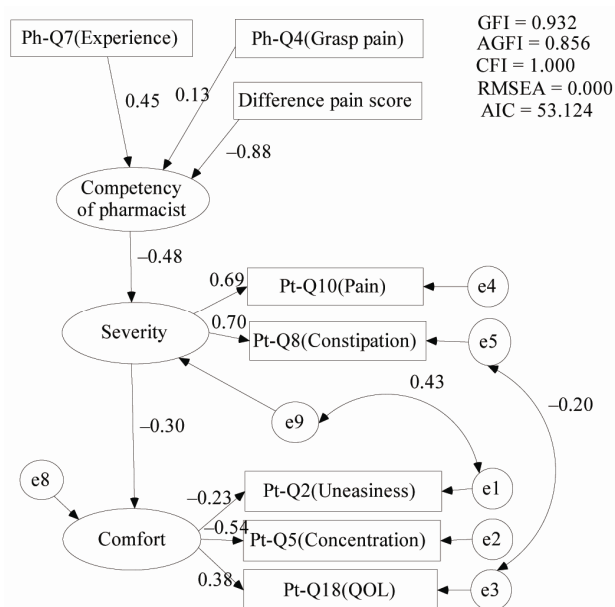 Ph-Q7(Experience)
Ph-Q4(Grasp pain)
GFI = 0.932
AGFI = 0.856
CFI = 1.000
RMSEA = 0.000
AIC = 53.124
Difference pain score
0.45
0.13
–0.88
Competency
of pharmacist
–0.48
0.69
Pt-Q10(Pain)
e4
Severity
0.70
Pt-Q8(Constipation)
e5
0.43
–0.20
–0.30
e9
e8
–0.23
Pt-Q2(Uneasiness)
e1
Comfort
–0.54
Pt-Q5(Concentration)
e2
0.38
Pt-Q18(QOL)
e3